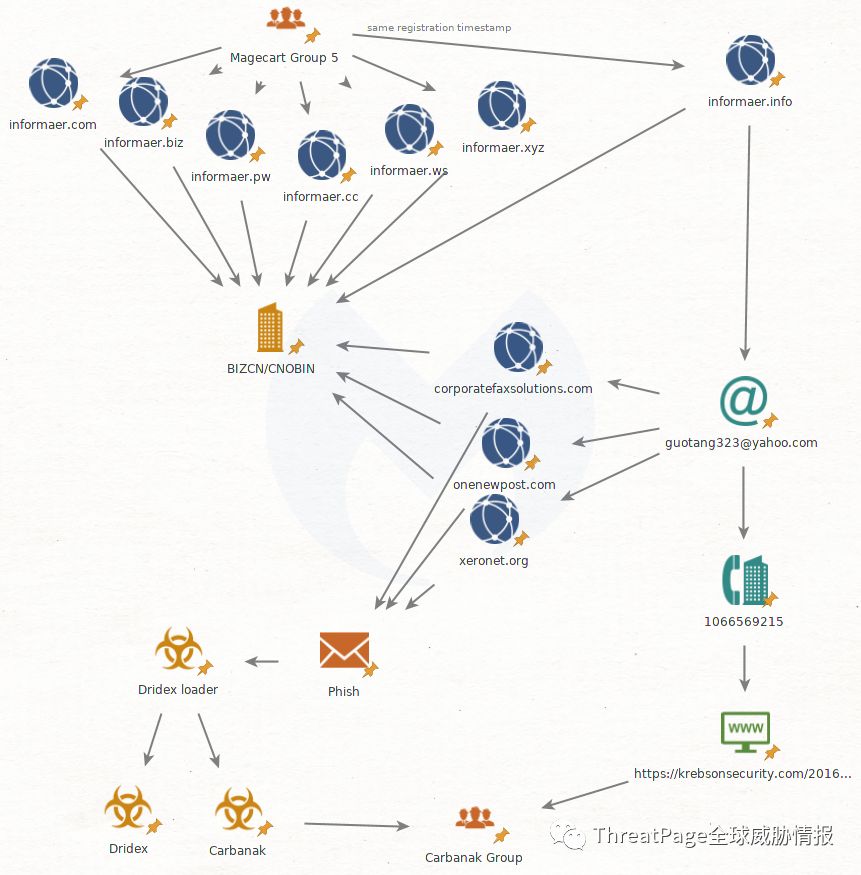 same registration timestamp
Magecart Group 5
informaer.info
informaer.com
informaer.biz
informaer.xyz
informaer.pw
informaer.ws
informaer.cc
BIZCN/CNOBIN
corporatefaxsolutions.com
guotang323@yahoo.com
onenewpost.com
xeronet.org
1066569215
Dridex loader
Phish
WWW
https://krebsonsecurity.com/2016...
Dridex
Carbanak
Carbanak Group
ThreatPage全球威胁情报